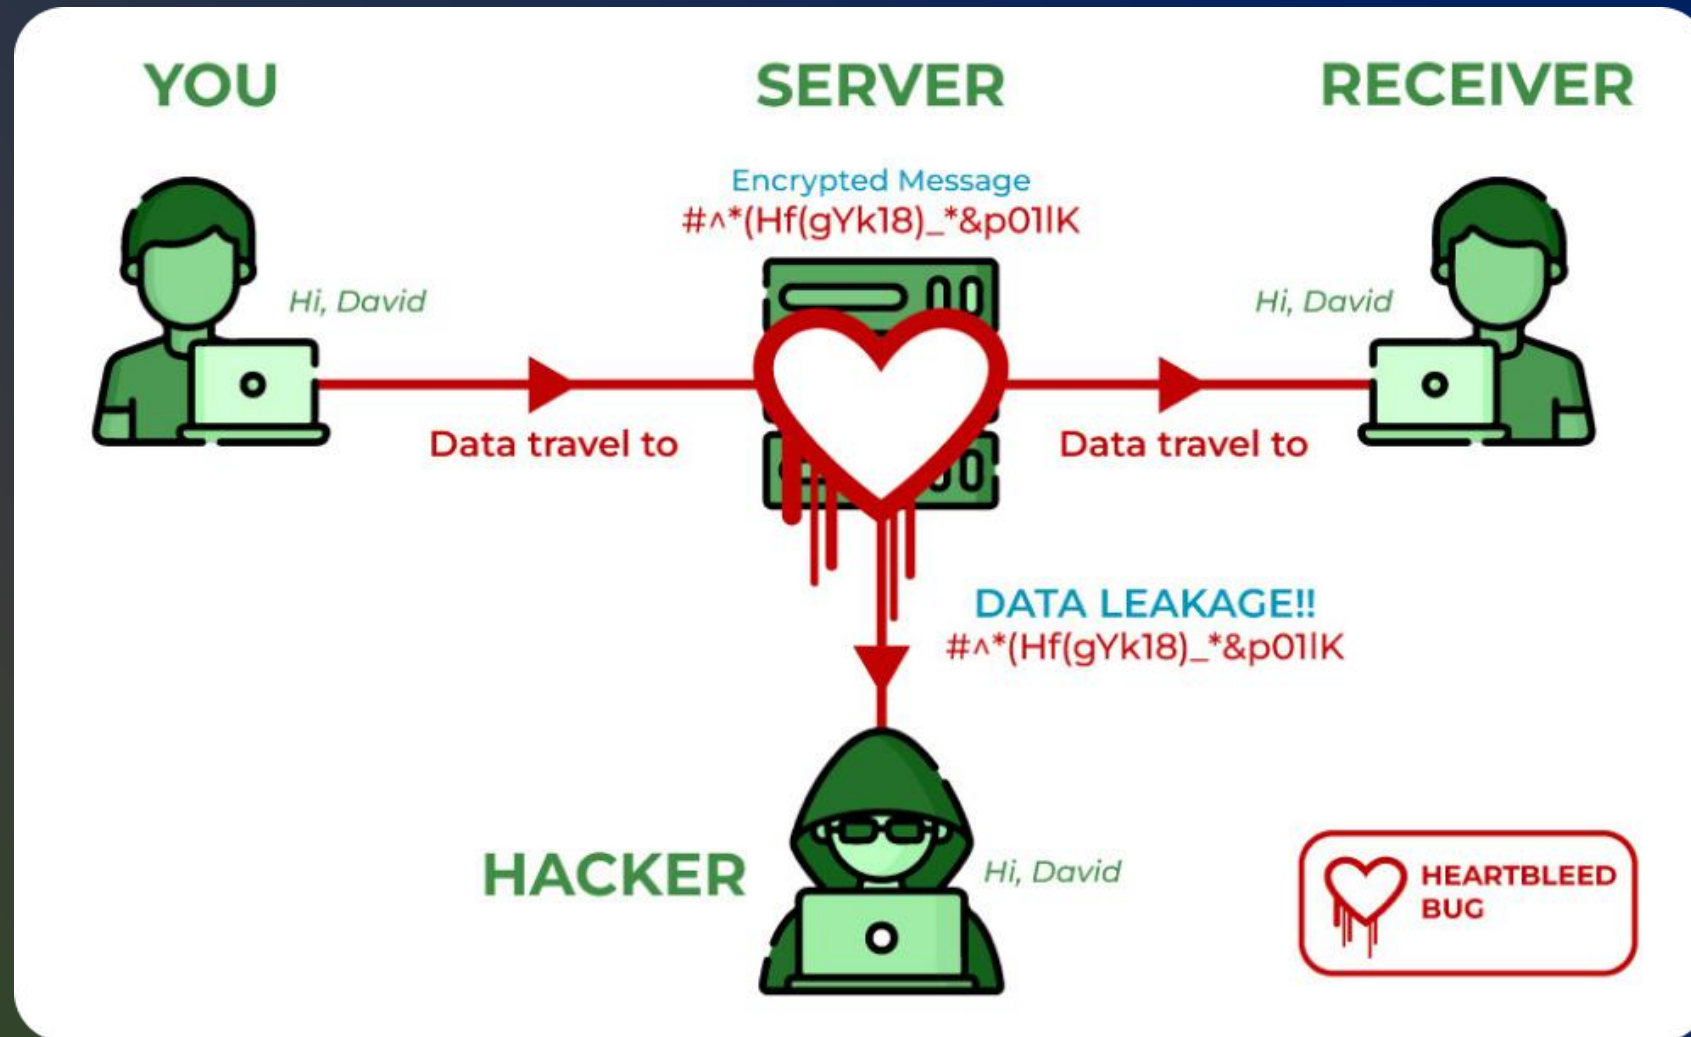 YOU
SERVER
RECEIVER
Encrypted Message
#^*(Hf(gYk18)_*&p01lK
Hi, David
Hi, David
Data travel to
Data travel to
DATA LEAKAGE!!
#^*(Hf(gYk18)_*&p01lK
HACKER
Hi, David
HEARTBLEED
BUG